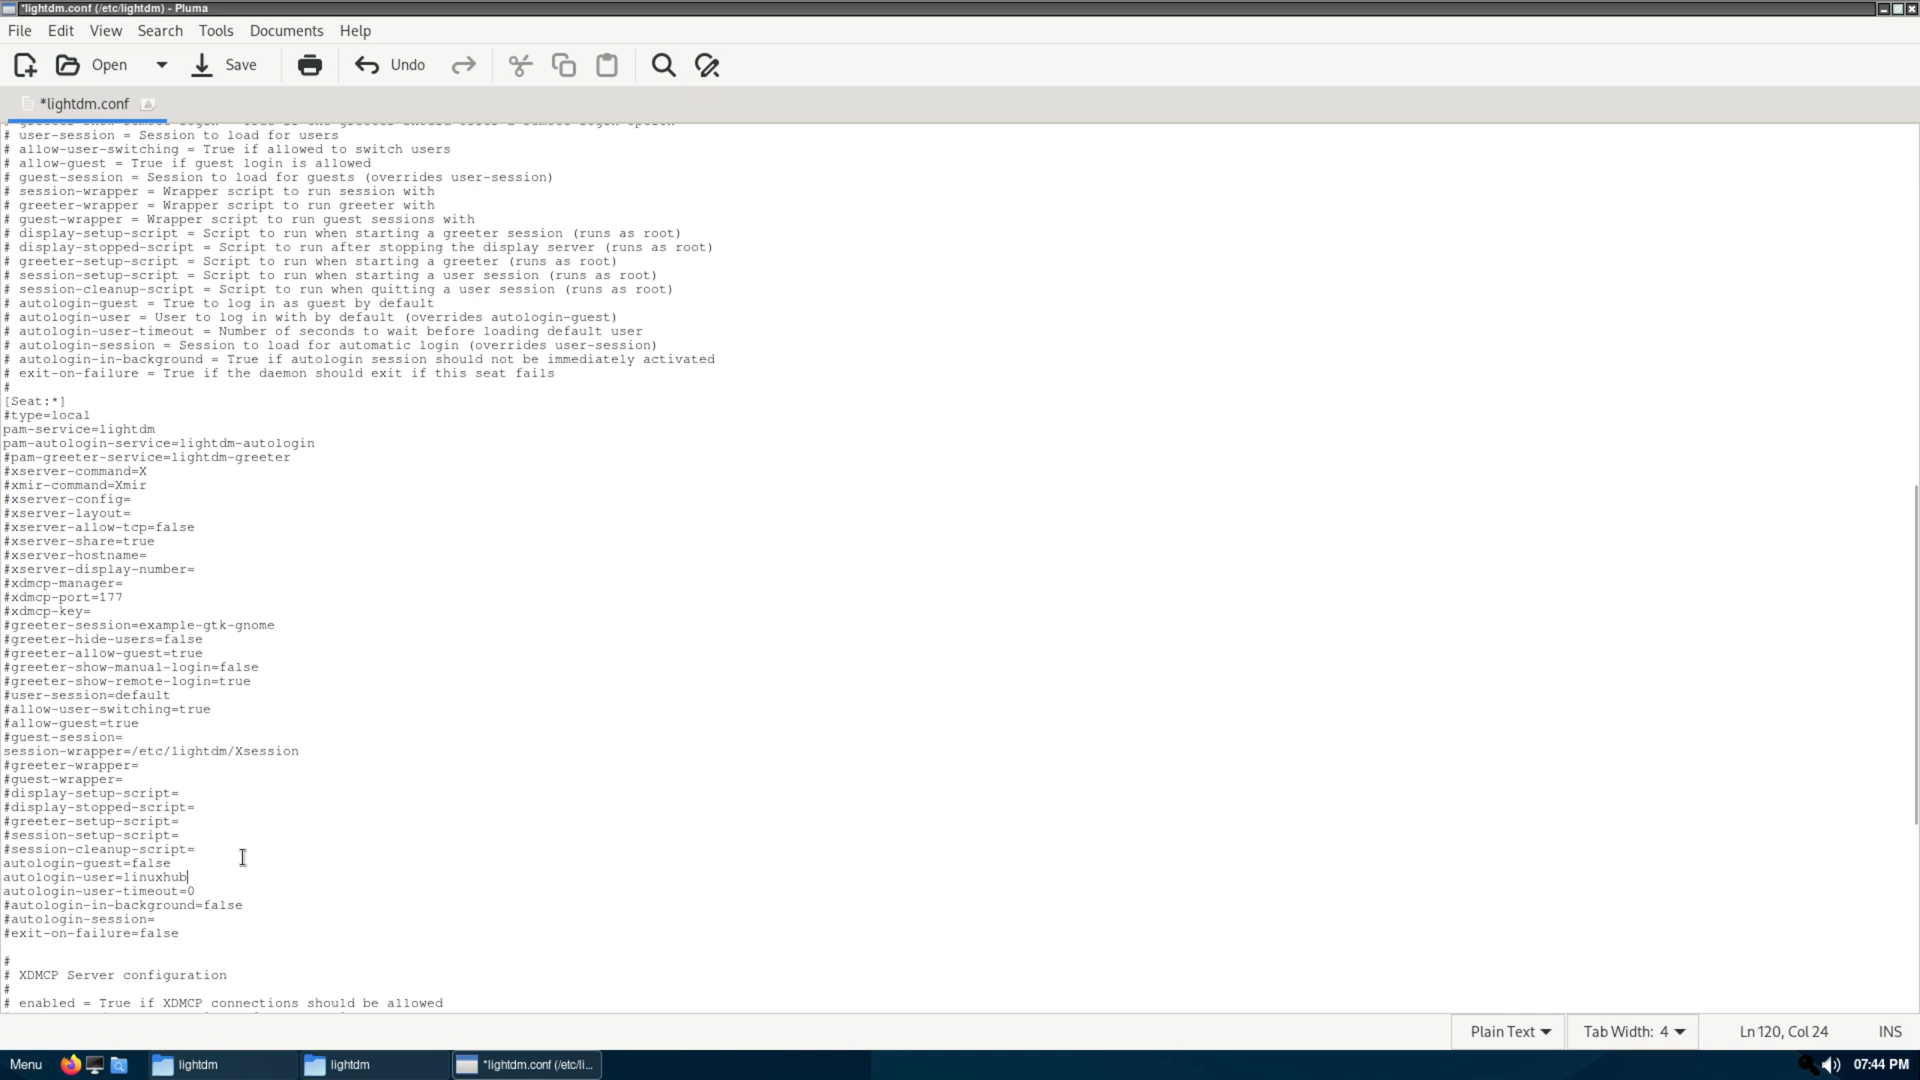 *lightdm.conf (/etc/lightdm) - Pluma
File Edit View Search Tools Documents Help
Open Save Undo
*lightdm.conf
# user-session = Session to load for users
# allow-user-switching = True if allowed to switch users
# allow-guest = True if guest login is allowed
# guest-session = Session to load for guests (overrides user-session)
# session-wrapper = Wrapper script to run session with
# greeter-wrapper = Wrapper script to run greeter with
# guest-wrapper = Wrapper script to run guest sessions with
# display-setup-script = Script to run when starting a greeter session (runs as root)
# display-stopped-script = Script to run after stopping the display server (runs as root)
# greeter-setup-script = Script to run when starting a greeter (runs as root)
# session-setup-script = Script to run when starting a user session (runs as root)
# session-cleanup-script = Script to run when quitting a user session (runs as root)
# autologin-guest = True to log in as guest by default
# autologin-user = User to log in with by default (overrides autologin-guest)
# autologin-user-timeout = Number of seconds to wait before loading default user
# autologin-session = Session to load for automatic login (overrides user-session)
# autologin-in-background = True if autologin session should not be immediately activated
# exit-on-failure = True if the daemon should exit if this seat fails
#
[Seat:*]
#type=local
pam-service=lightdm
pam-autologin-service=lightdm-autologin
#pam-greeter-service=lightdm-greeter
#xserver-command=X
#xmir-command=Xmir
#xserver-config=
#xserver-layout=
#xserver-allow-tcp=false
#xserver-share=true
#xserver-hostname=
#xserver-display-number=
#xdmcp-manager=
#xdmcp-port=177
#xdmcp-key=
#greeter-session=example-gtk-gnome
#greeter-hide-users=false
#greeter-allow-guest=true
#greeter-show-manual-login=false
#greeter-show-remote-login=true
#user-session=default
#allow-user-switching=true
#allow-guest=true
#guest-session=
session-wrapper=/etc/lightdm/Xsession
#greeter-wrapper=
#guest-wrapper=
#display-setup-script=
#display-stopped-script=
#greeter-setup-script=
#session-setup-script=
#session-cleanup-script=
autologin-guest=false
autologin-user=linuxhub
autologin-user-timeout=0
#autologin-in-background=false
#autologin-session=
#exit-on-failure=false
#
# XDMCP Server configuration
#
# enabled = True if XDMCP connections should be allowed
Plain Text Tab Width: 4 Ln 120, Col 24 INS
Menu lightdm lightdm *lightdm.conf (/etc/li... 07:44 PM